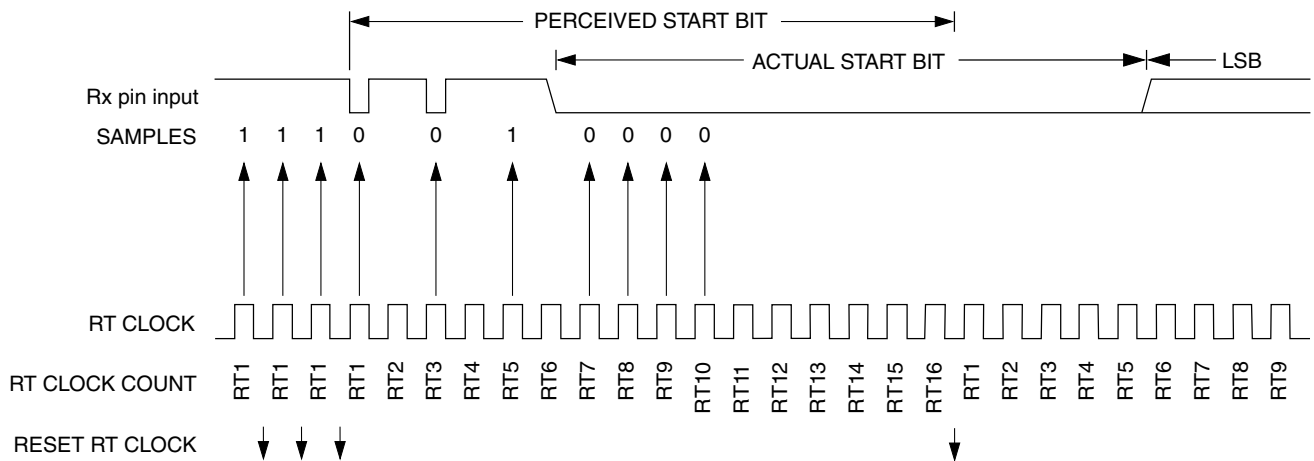 PERCEIVED START BIT
ACTUAL START BIT
LSB
Rx pin input
SAMPLES 1 1 1 0 0 1 0 0 0 0
RT CLOCK
RT CLOCK COUNT RT1 RT1 RT1 RT1 RT2 RT3 RT4 RT5 RT6 RT7 RT8 RT9 RT10 RT11 RT12 RT13 RT14 RT15 RT16 RT1 RT2 RT3 RT4 RT5 RT6 RT7 RT8 RT9
RESET RT CLOCK